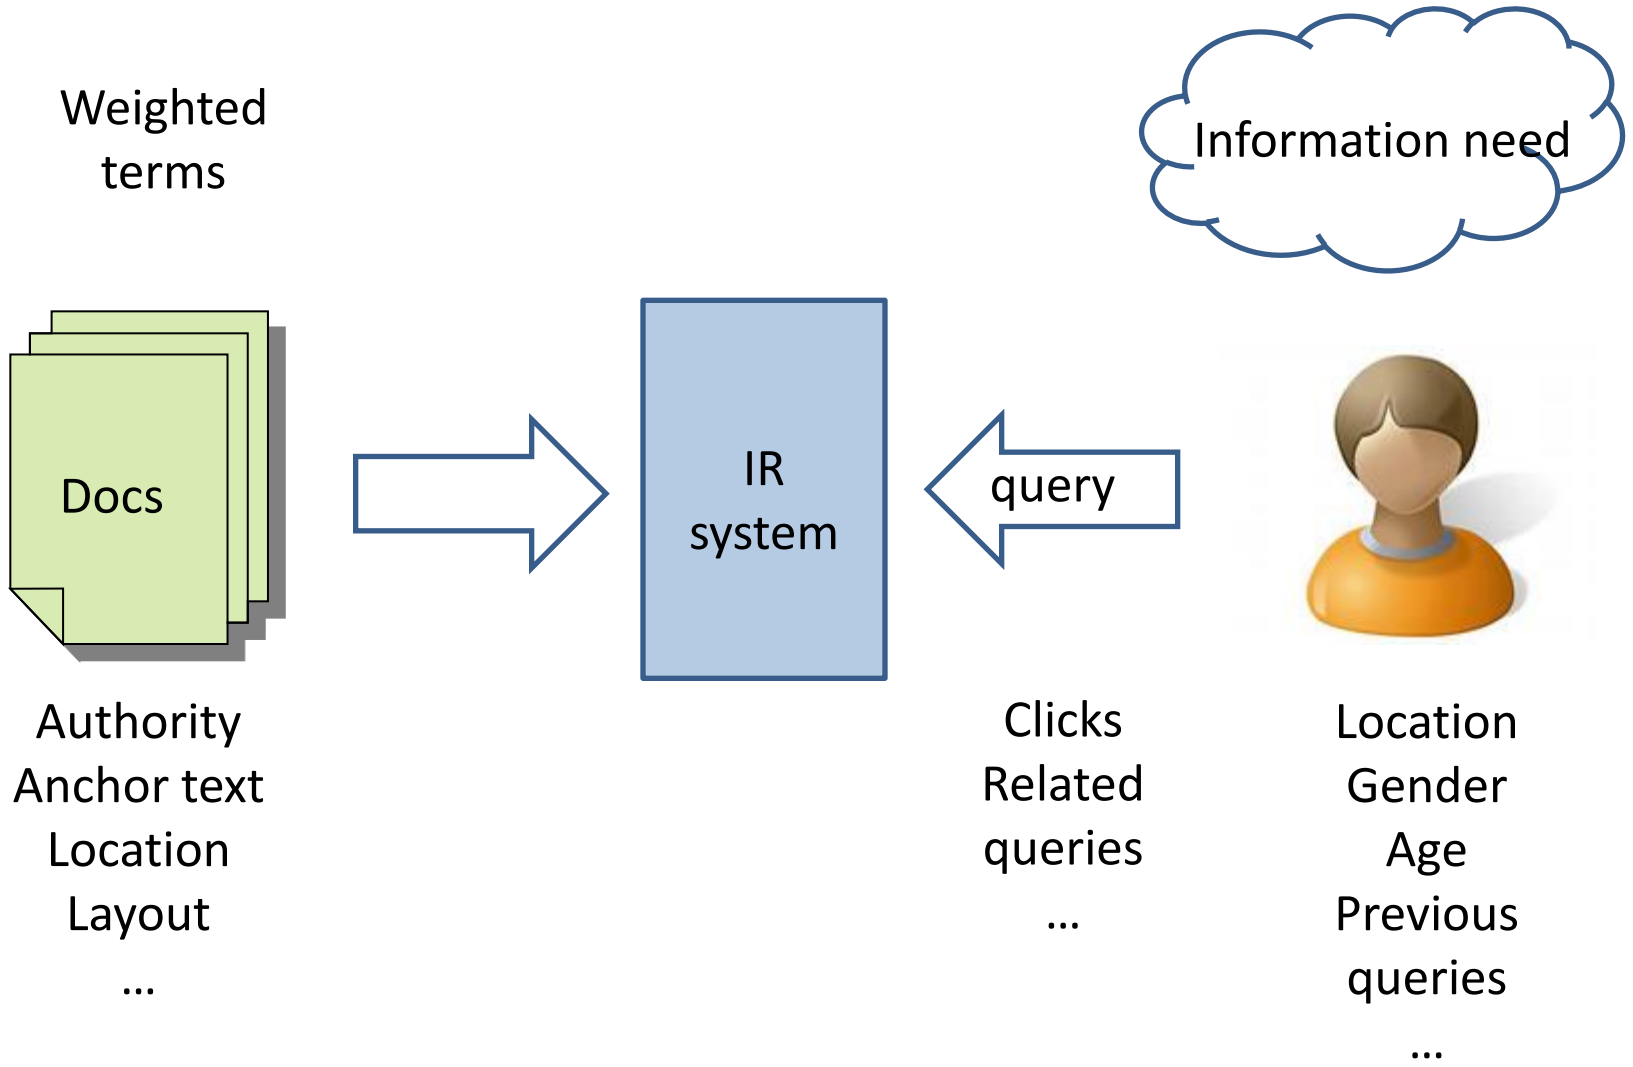 Weighted
terms
Information need
Docs
IR
system
query
Authority
Anchor text
Location
Layout
…
Clicks
Related
queries
…
Location
Gender
Age
Previous
queries
…